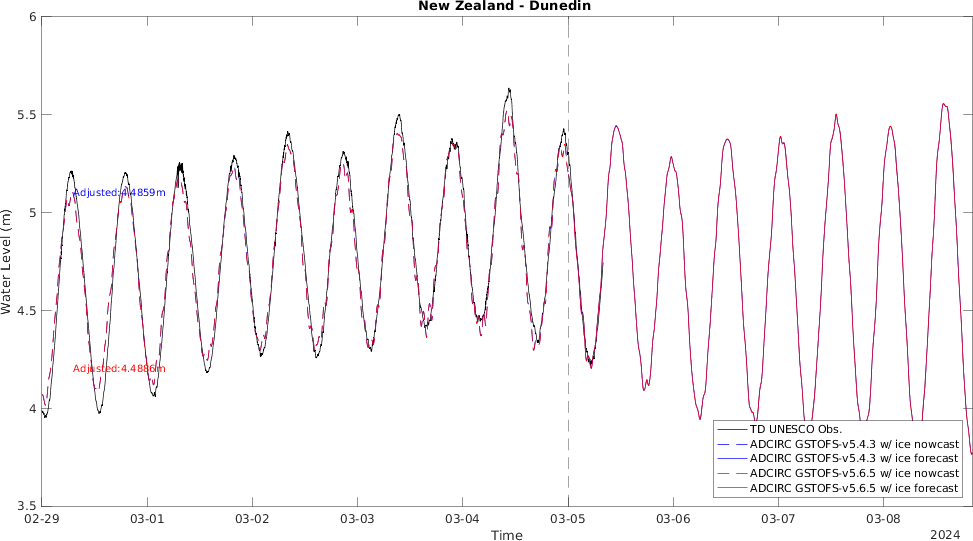 New Zealand - Dunedin
6
5.5
5
4.5
4
3.5
Water Level (m)
Adjusted:4.4859m
Adjusted:4.4886m
TD UNESCO Obs.
ADCIRC GSTOFS-v5.4.3 w/ ice nowcast
ADCIRC GSTOFS-v5.4.3 w/ ice forecast
ADCIRC GSTOFS-v5.6.5 w/ ice nowcast
ADCIRC GSTOFS-v5.6.5 w/ ice forecast
02-29 03-01 03-02 03-03 03-04 03-05 03-06 03-07 03-08
Time
2024